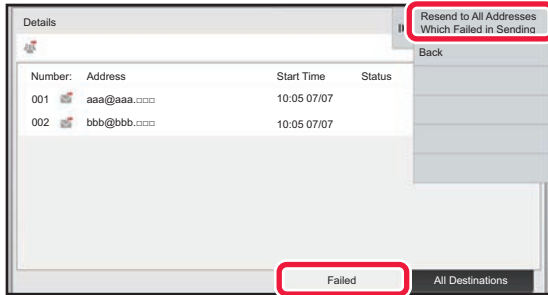 Details
Resend to All Addresses
Which Failed in Sending
Back
Number: Address Start Time Status
001 aaa@aaa.□□□ 10:05 07/07
002 bbb@bbb.□□□ 10:05 07/07
Failed All Destinations